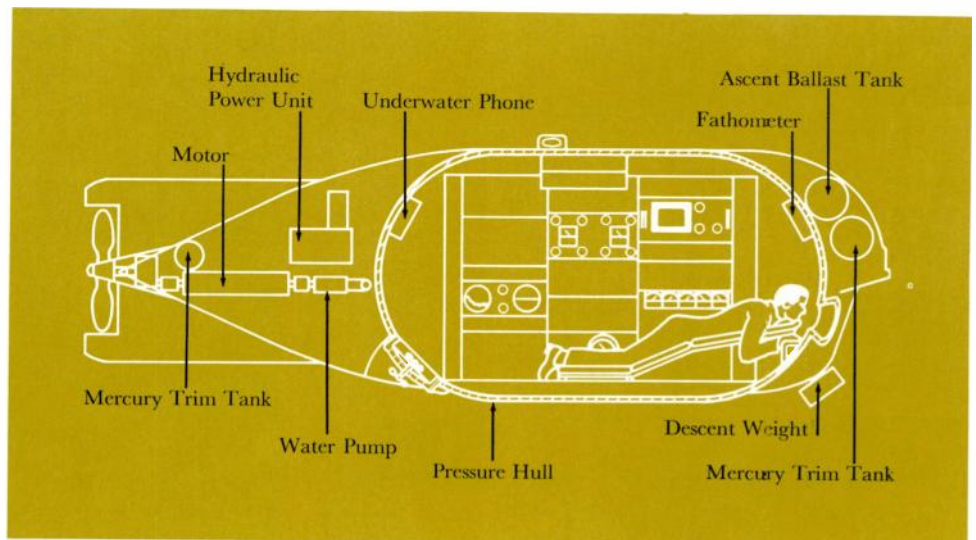 Hydraulic
Power Unit
Underwater Phone
Motor
Ascent Ballast Tank
Fathometer
Mercury Trim Tank
Water Pump
Pressure Hull
Descent Weight
Mercury Trim Tank